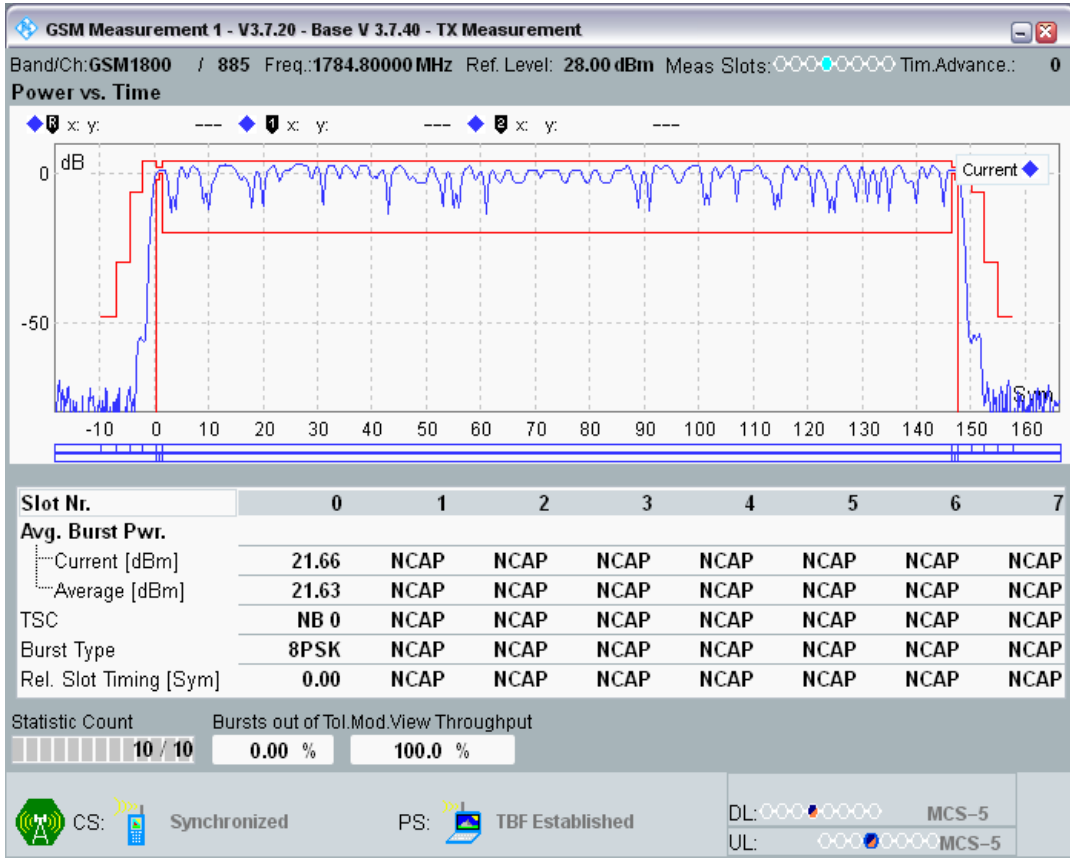 GSM Measurement 1 - V3.7.20 - Base V 3.7.40 - TX Measurement
Band/Ch:GSM1800 / 885 Freq.:1784.80000 MHz Ref. Level: 28.00 dBm Meas Slots: Tim.Advance.: 0
Power vs. Time
R x: y: --- 1 x: y: --- 2 x: y: ---
dB
Current
0
-50
Sym
-10 0 10 20 30 40 50 60 70 80 90 100 110 120 130 140 150 160
Slot Nr. 0 1 2 3 4 5 6 7
Avg. Burst Pwr.
Current [dBm] 21.66 NCAP NCAP NCAP NCAP NCAP NCAP NCAP
Average [dBm] 21.63 NCAP NCAP NCAP NCAP NCAP NCAP NCAP
TSC NB 0 NCAP NCAP NCAP NCAP NCAP NCAP NCAP
Burst Type 8PSK NCAP NCAP NCAP NCAP NCAP NCAP NCAP
Rel. Slot Timing [Sym] 0.00 NCAP NCAP NCAP NCAP NCAP NCAP NCAP
Statistic Count Bursts out of Tol.Mod.View Throughput
10 / 10 0.00 % 100.0 %
CS: Synchronized PS: TBF Established DL: MCS-5
UL: MCS-5